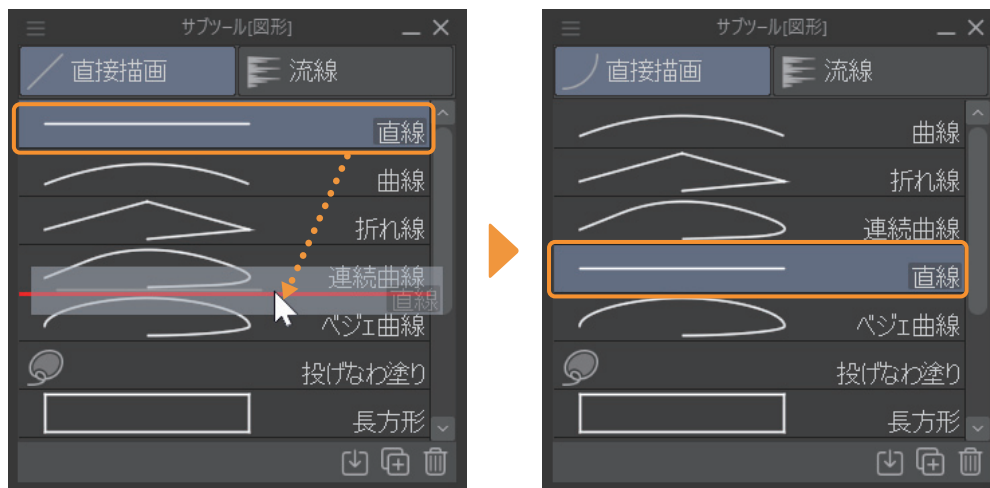 サブツール[図形]
直接描画
流線
直線
曲線
折れ線
連続曲線
直線
ベジェ曲線
投げなわ塗り
長方形
サブツール[図形]
直接描画
流線
曲線
折れ線
連続曲線
直線
ベジェ曲線
投げなわ塗り
長方形